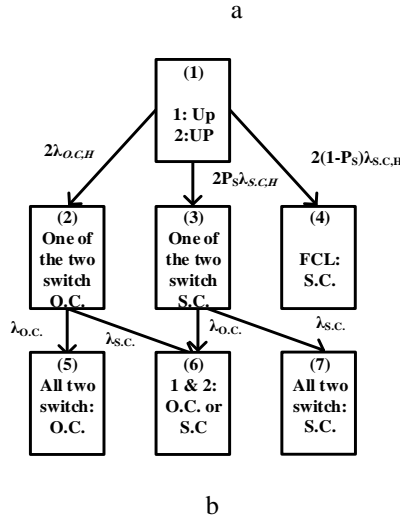 a
(1)
1: Up
2:UP
2λO.C,H
2PSλS.C,H
2(1-PS)λS.C,H
(2)
One of
the two
switch
O.C.
(3)
One of
the two
switch
S.C.
(4)
FCL:
S.C.
λO.C.
λS.C.
λO.C.
λS.C.
(5)
All two
switch:
O.C.
(6)
1 & 2:
O.C. or
S.C
(7)
All two
switch:
S.C.
b